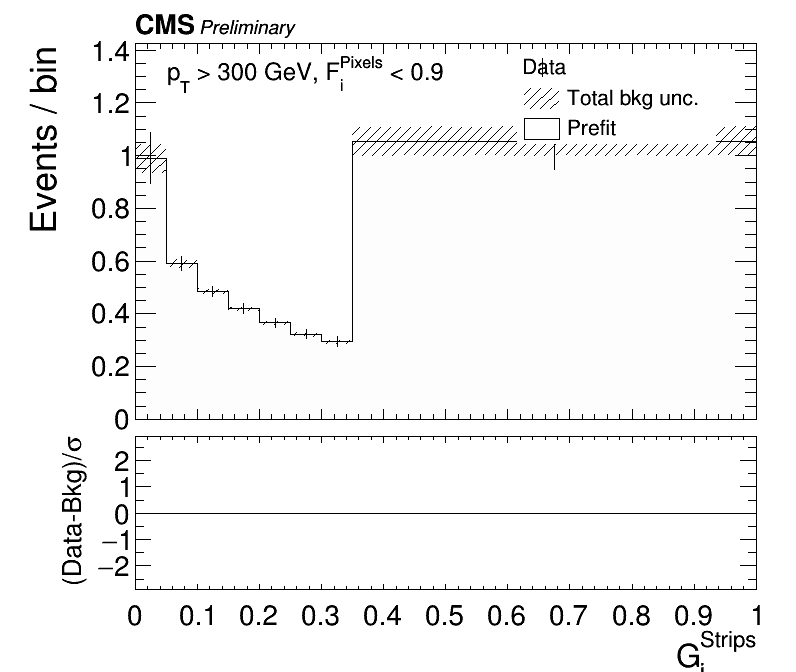 CMS Preliminary
p_T > 300 GeV, F_i^Pixels < 0.9
Data
Total bkg unc.
Prefit
Events / bin
1.4
1.2
1
0.8
0.6
0.4
0.2
0
(Data-Bkg)/σ
2
1
0
−1
−2
0 0.1 0.2 0.3 0.4 0.5 0.6 0.7 0.8 0.9 1
G_i^Strips